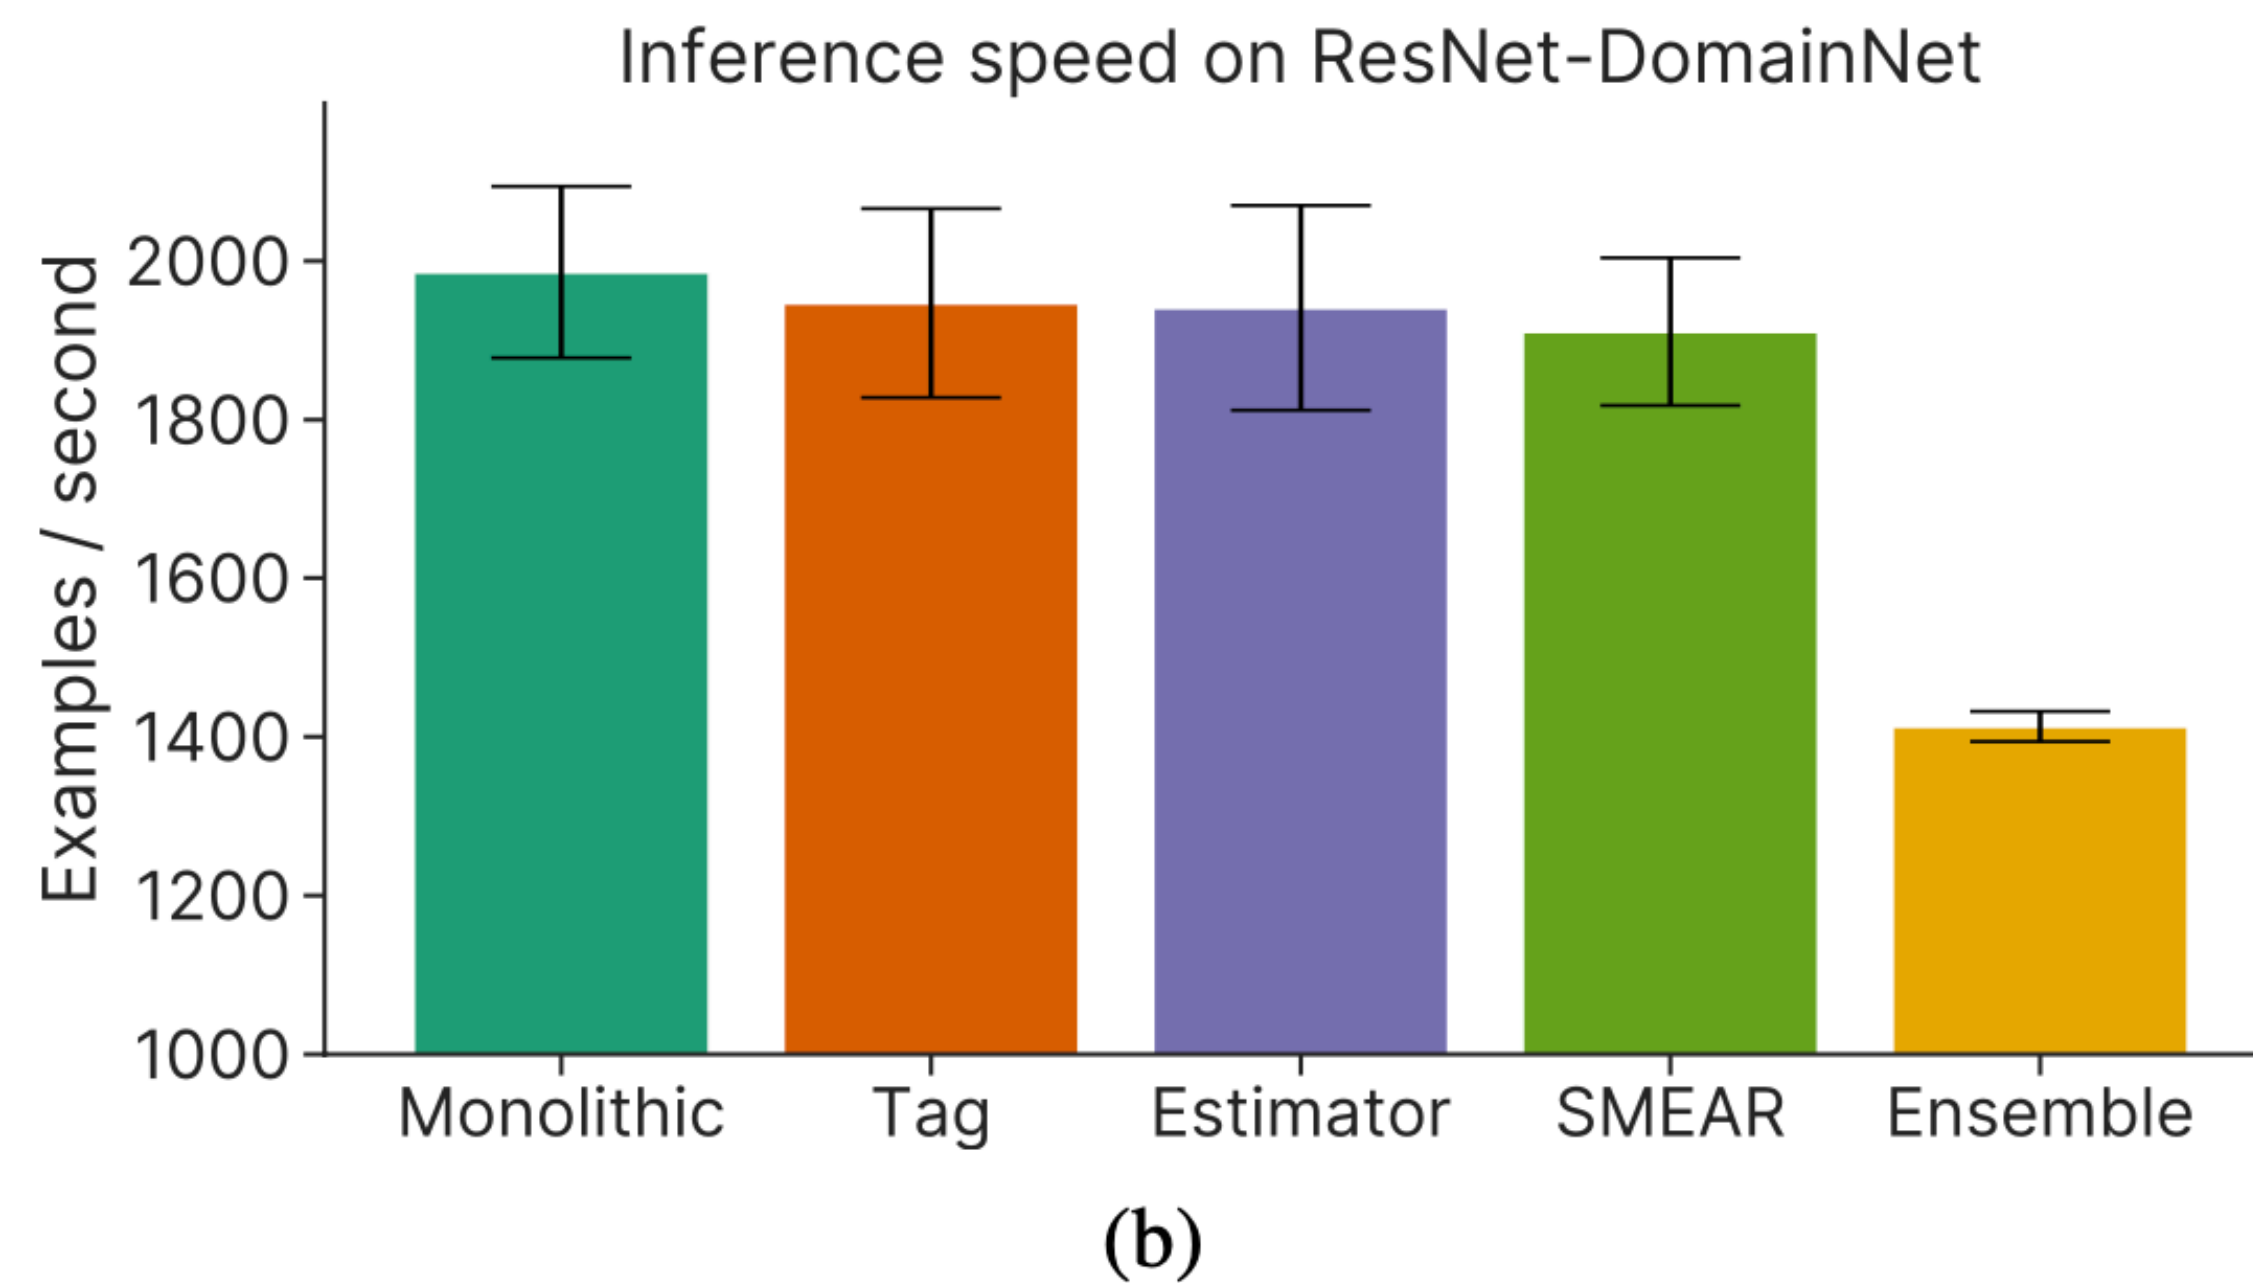 Inference speed on ResNet-DomainNet
Examples / second
2000
1800
1600
1400
1200
1000
Monolithic Tag Estimator SMEAR Ensemble
(b)